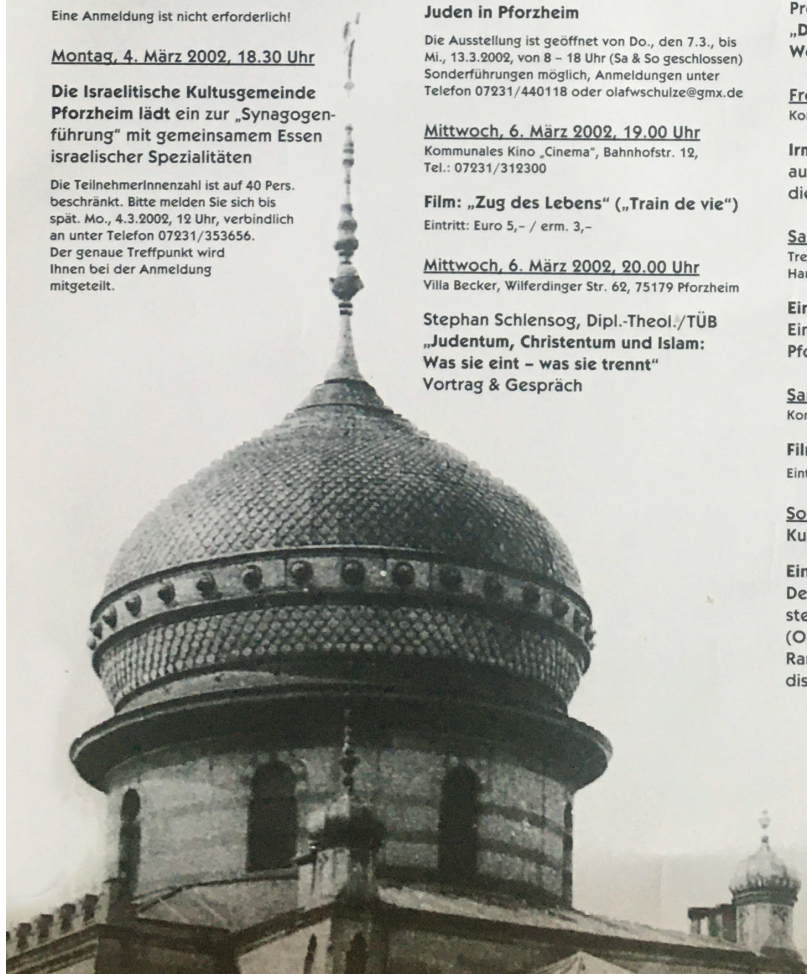 Eine Anmeldung ist nicht erforderlich!
Montag, 4. März 2002, 18.30 Uhr
Die Israelitische Kultusgemeinde
Pforzheim lädt ein zur „Synagogen-
führung“ mit gemeinsamem Essen
israelischer Spezialitäten
Die TeilnehmerInnenzahl ist auf 40 Pers.
beschränkt. Bitte melden Sie sich bis
spät. Mo., 4.3.2002, 12 Uhr, verbindlich
an unter Telefon 07231/353656.
Der genaue Treffpunkt wird
Ihnen bei der Anmeldung
mitgeteilt.
Juden in Pforzheim
Die Ausstellung ist geöffnet von Do., den 7.3., bis
Mi., 13.3.2002, von 8 – 18 Uhr (Sa & So geschlossen)
Sonderführungen möglich, Anmeldungen unter
Telefon 07231/440118 oder olafwschulze@gmx.de
Mittwoch, 6. März 2002, 19.00 Uhr
Kommunales Kino „Cinema“, Bahnhofstr. 12,
Tel.: 07231/312300
Film: „Zug des Lebens“ („Train de vie“)
Eintritt: Euro 5,– / erm. 3,–
Mittwoch, 6. März 2002, 20.00 Uhr
Villa Becker, Wilferdinger Str. 62, 75179 Pforzheim
Stephan Schlensog, Dipl.-Theol./TÜB
„Judentum, Christentum und Islam:
Was sie eint – was sie trennt“
Vortrag & Gespräch